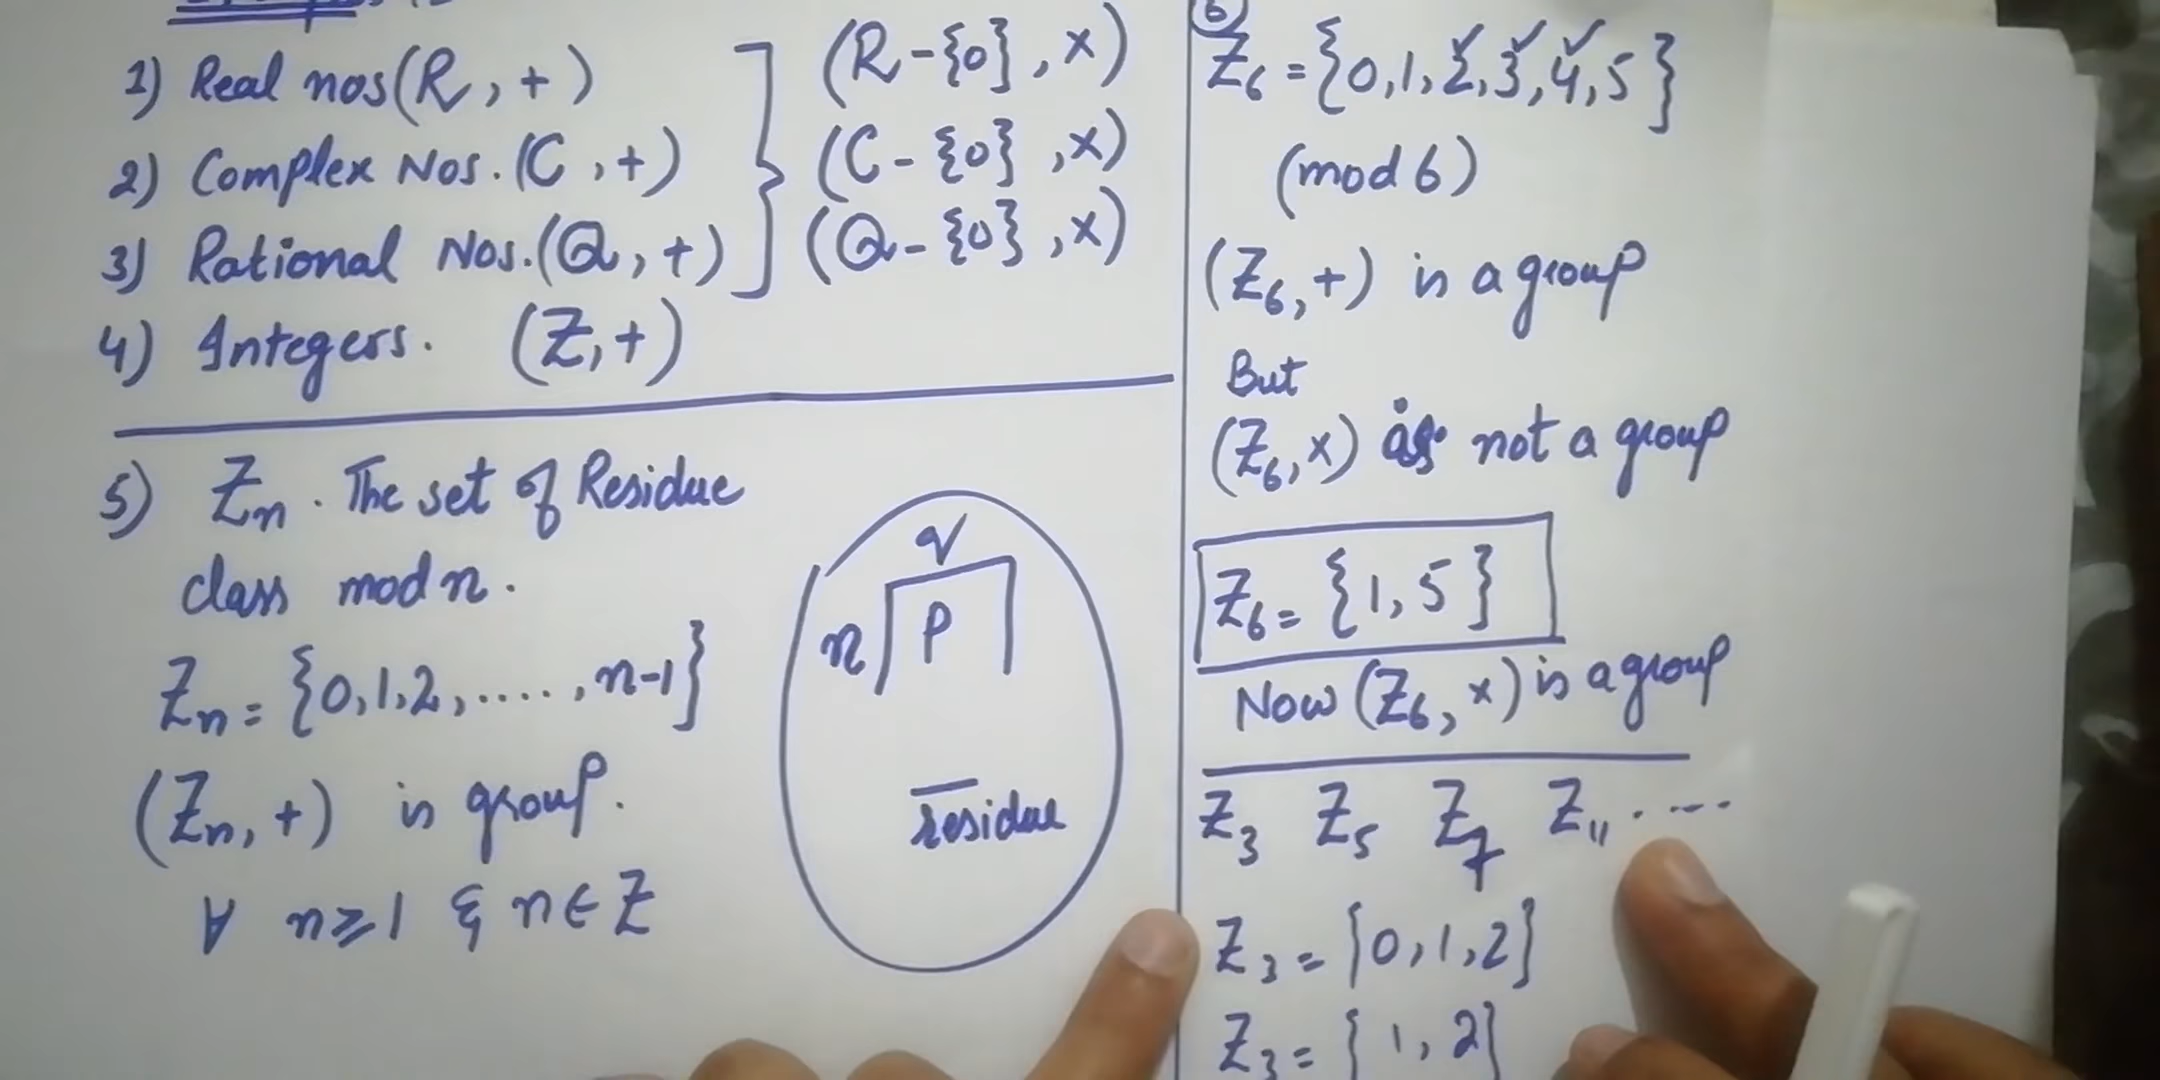 1) Real nos (R, +)
2) Complex Nos. (C, +)
3) Rational Nos. (Q, +)
4) Integers. (Z, +)
(R - {0}, ×)
(C - {0}, ×)
(Q - {0}, ×)
5) Zn. The set of Residue
class mod n.
Zn = {0, 1, 2, ...., n-1}
(Zn, +) is group.
∀ n ≥ 1 & n ∈ Z
q
n P
residue
6
Z6 = {0, 1, 2, 3, 4, 5}
(mod 6)
(Z6, +) is a group
But
(Z6, ×) is not a group
Z6 = {1, 5}
Now (Z6, ×) is a group
Z3 Z5 Z7 Z11 ....
Z3 = {0, 1, 2}
Z3 = {1, 2}